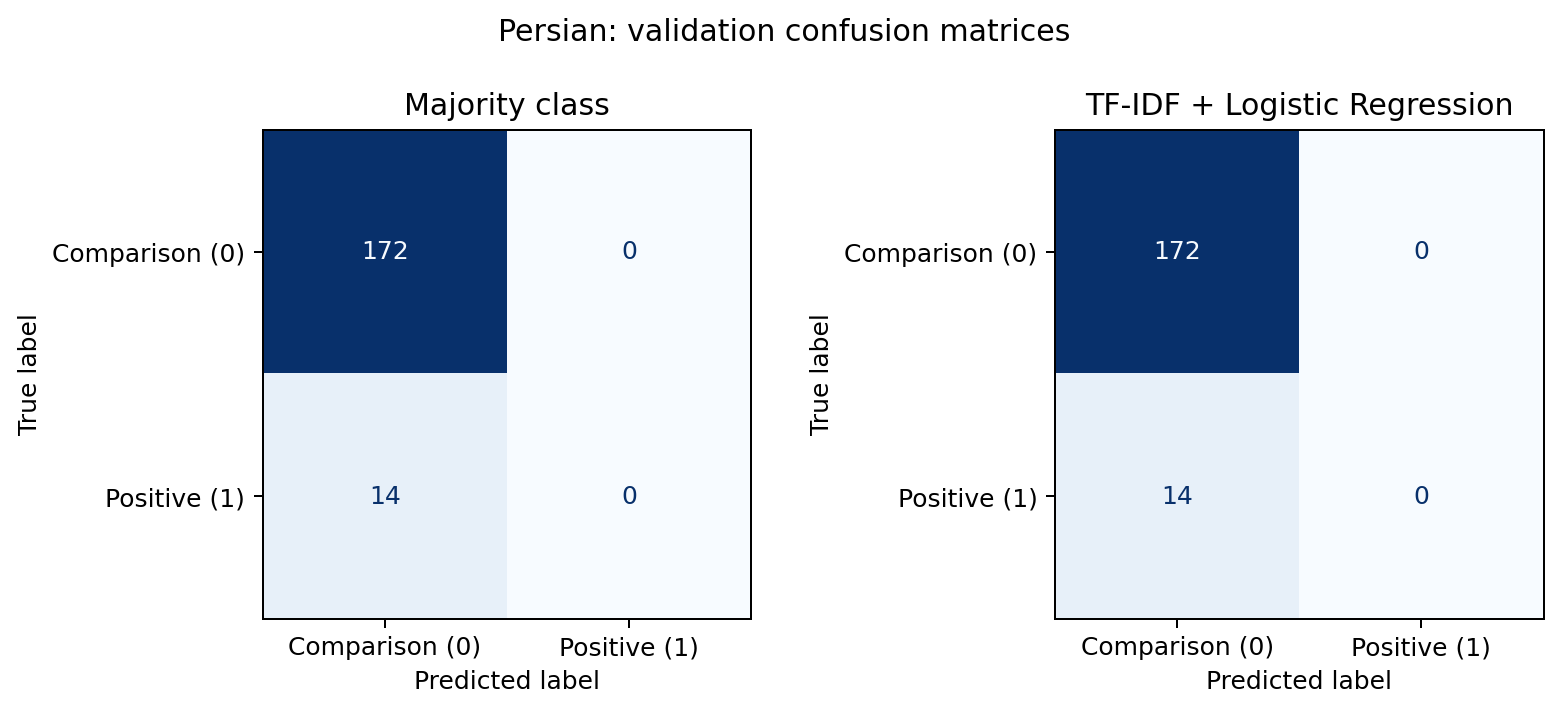 Persian: validation confusion matrices
Majority class
True label
Comparison (0)
172
0
Positive (1)
14
0
Comparison (0)
Positive (1)
Predicted label
TF-IDF + Logistic Regression
True label
Comparison (0)
172
0
Positive (1)
14
0
Comparison (0)
Positive (1)
Predicted label